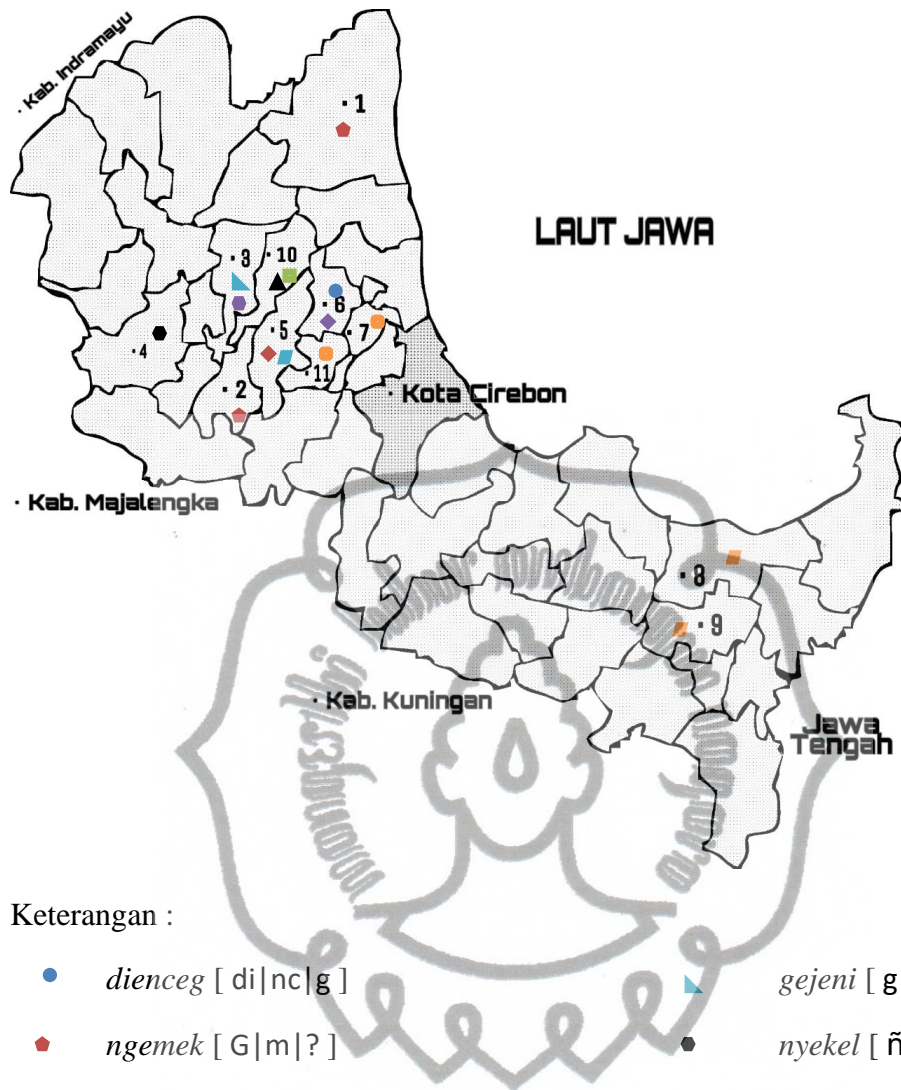 · Kab. Indramayu
· 1
LAUT JAWA
· 3
· 10
· 6
· 5
· 7
· 4
· 11
· 2
· Kota Cirebon
· Kab. Majalengka
· 8
· 9
· Kab. Kuningan
Jawa
Tengah
Keterangan :
dienceg [ di|nc|g ]
gejeni [ g
ngemek [ G|m|? ]
nyekel [ ñ